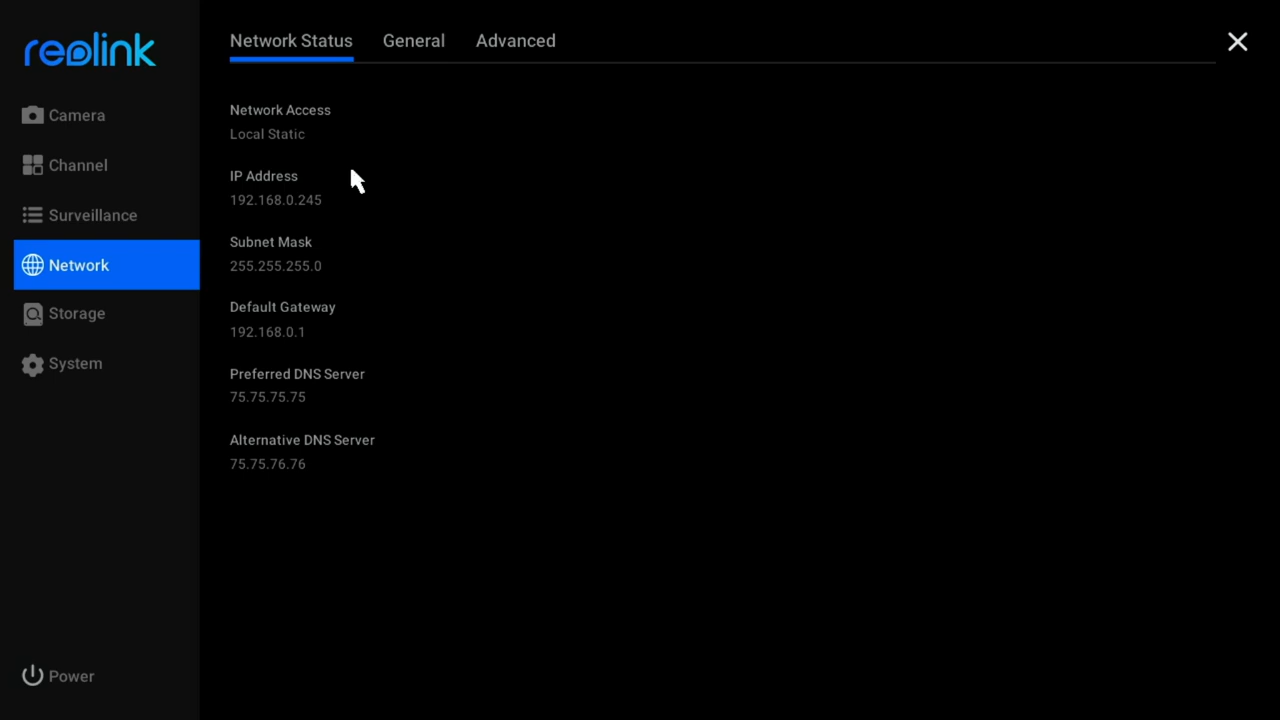 reolink
Network Status General Advanced
Camera
Channel
Surveillance
Network
Storage
System
Power
Network Access
Local Static
IP Address
192.168.0.245
Subnet Mask
255.255.255.0
Default Gateway
192.168.0.1
Preferred DNS Server
75.75.75.75
Alternative DNS Server
75.75.76.76